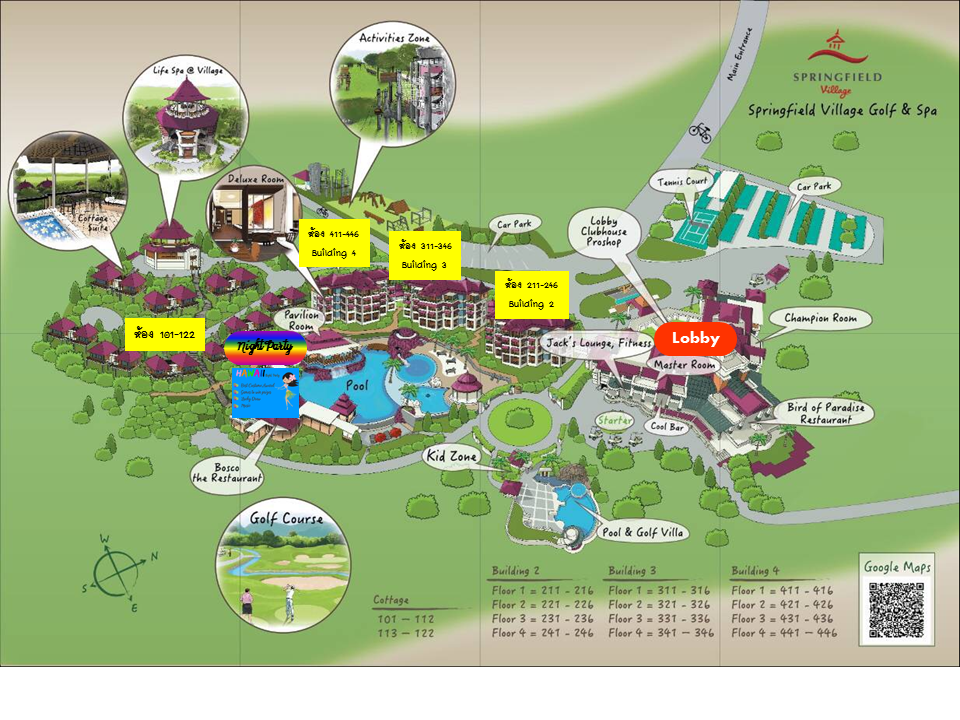 Activities Zone
Life Spa @ Village
Main Entrance
SPRINGFIELD
Village
Springfield Village Golf & Spa
Deluxe Room
Cottage
Suite
Tennis Court
Car Park
Lobby
Clubhouse
Proshop
Car Park
ห้อง 411-446
Building 4
ห้อง 311-346
Building 3
ห้อง 211-246
Building 2
ห้อง 101-122
Pavilion
Room
Night Party
HAWAII
Jack's Lounge, Fitness
Lobby
Master Room
Champion Room
Pool
Bird of Paradise
Restaurant
Starter
Cool Bar
Kid Zone
Bosco
the Restaurant
Pool & Golf Villa
Golf Course
W
N
S
E
Cottage
101 – 112
113 – 122
Building 2
Floor 1 = 211 - 216
Floor 2 = 221 - 226
Floor 3 = 231 - 236
Floor 4 = 241 - 246
Building 3
Floor 1 = 311 - 316
Floor 2 = 321 - 326
Floor 3 = 331 - 336
Floor 4 = 341 – 346
Building 4
Floor 1 = 411 - 416
Floor 2 = 421 - 426
Floor 3 = 431 - 436
Floor 4 = 441 – 446
Google Maps